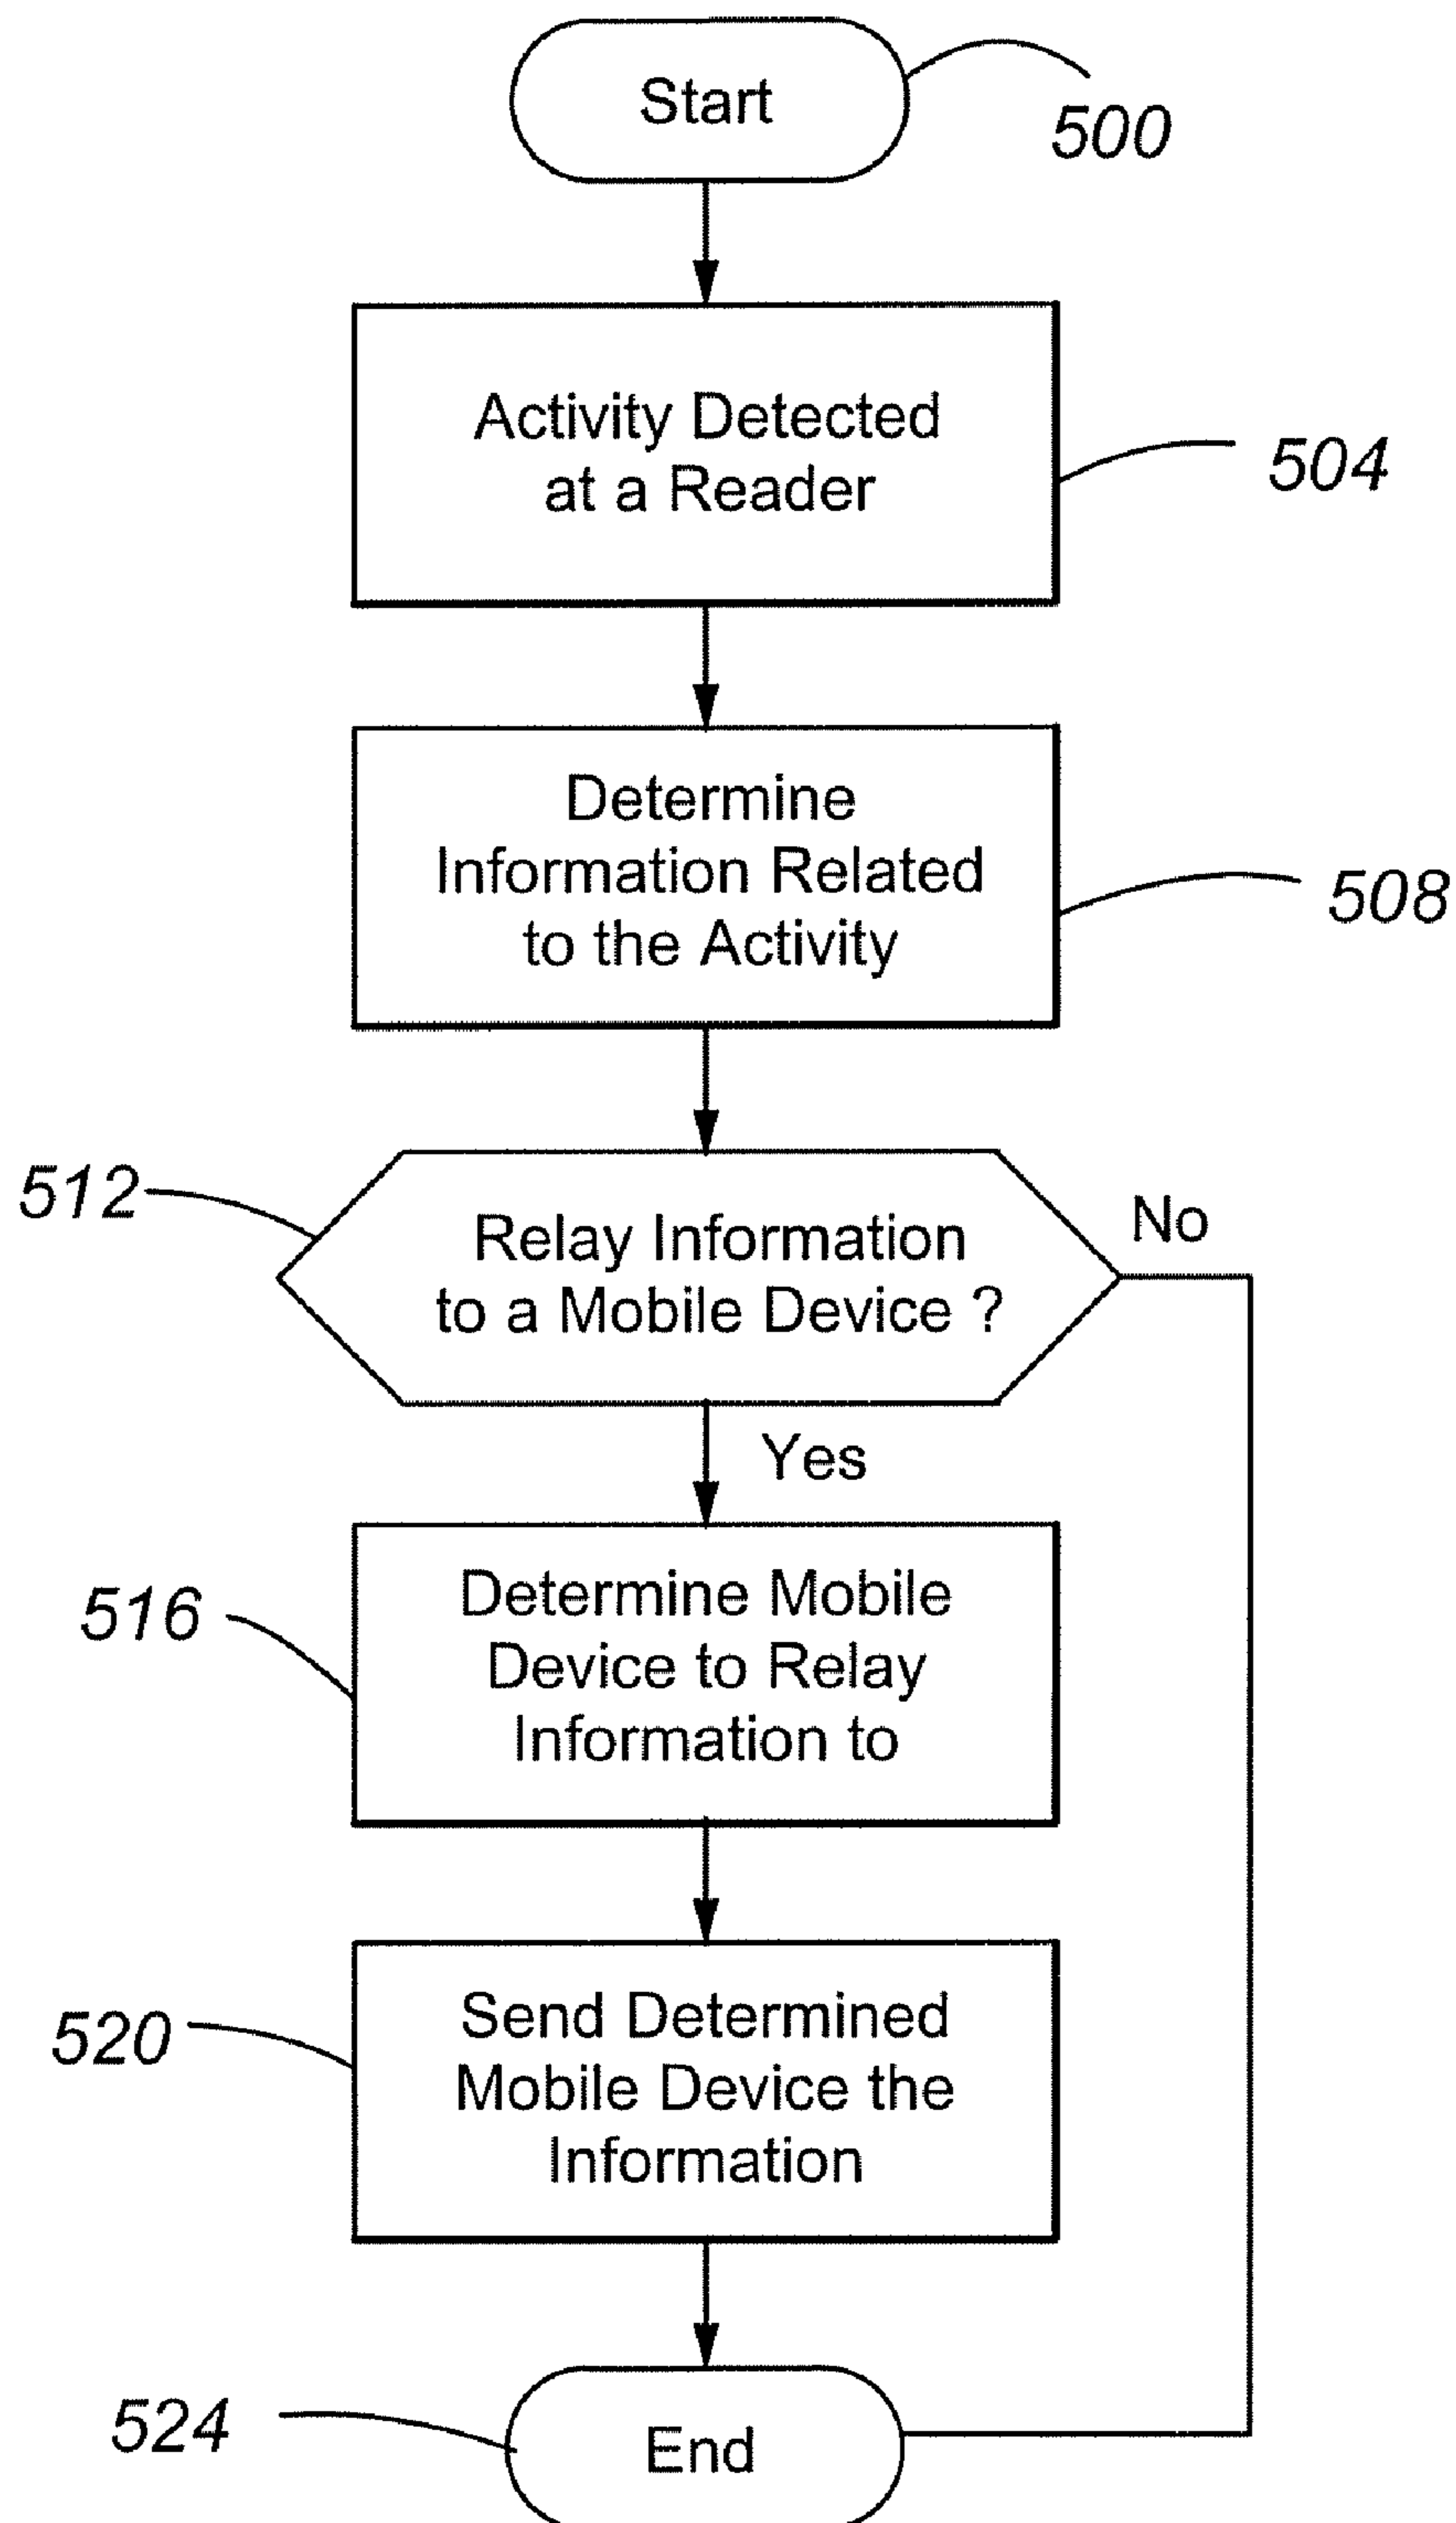 Start
500
Activity Detected
at a Reader
504
Determine
Information Related
to the Activity
508
512
Relay Information
to a Mobile Device ?
No
Yes
516
Determine Mobile
Device to Relay
Information to
520
Send Determined
Mobile Device the
Information
524
End